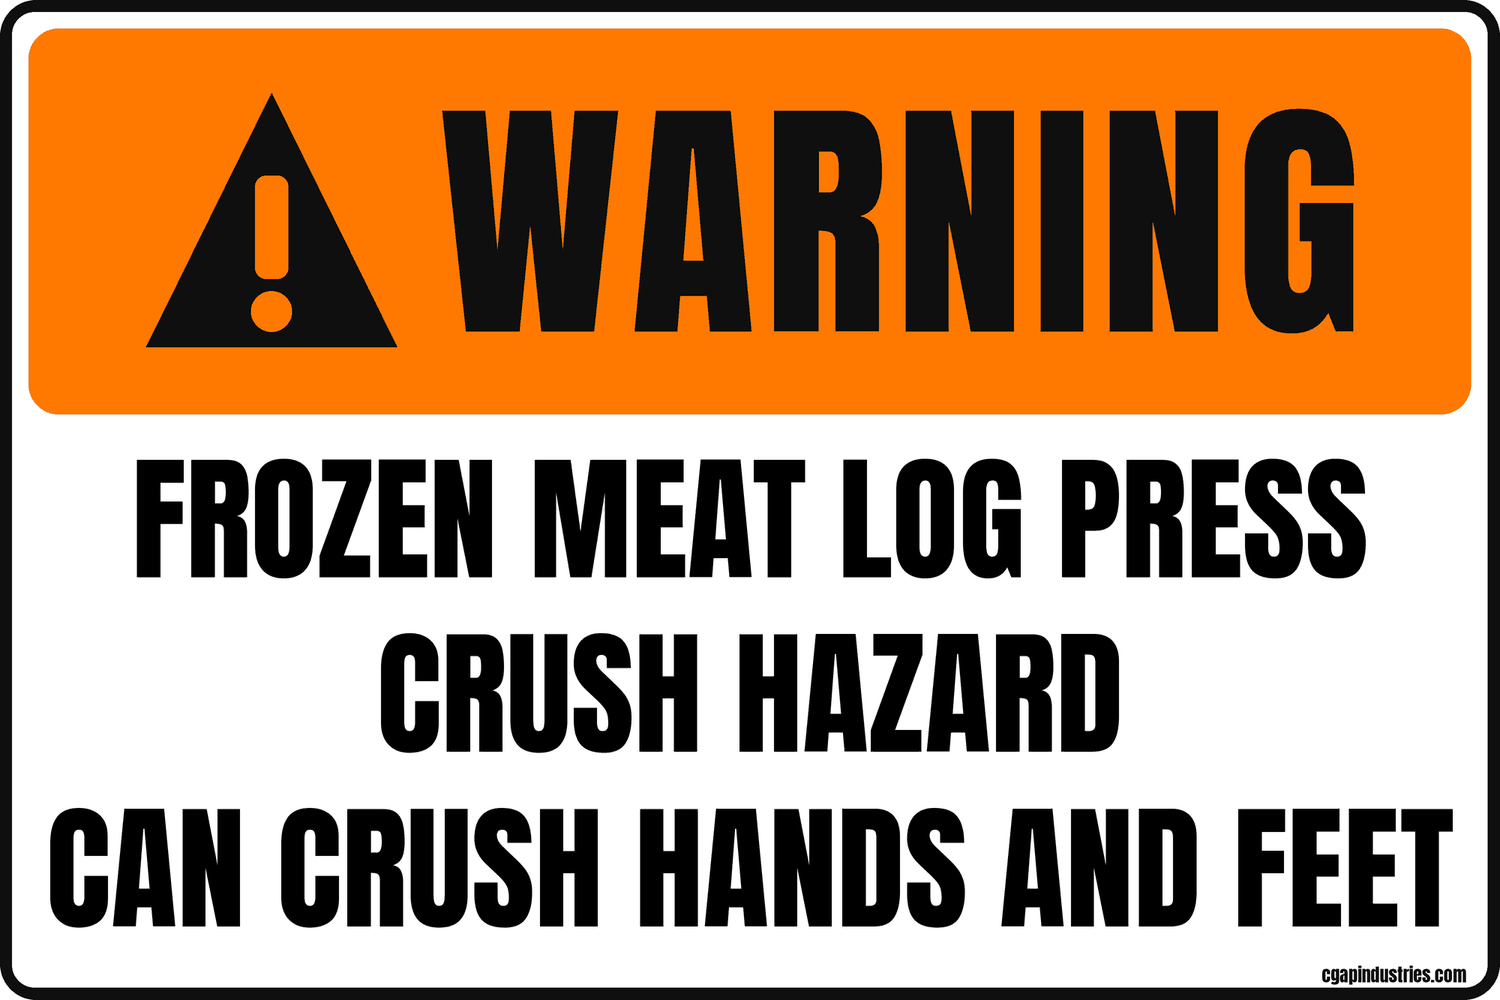 WARNING
FROZEN MEAT LOG PRESS
CRUSH HAZARD
CAN CRUSH HANDS AND FEET
cgapindustries.com